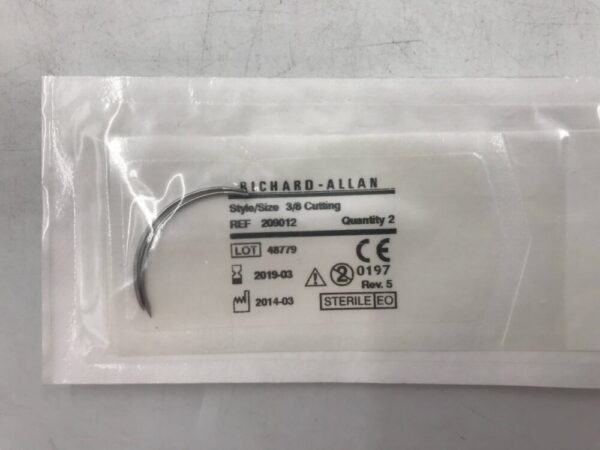 RICHARD-ALLAN
Style/Size 3/8 Cutting
REF 209012 Quantity 2
LOT 48779
2019-03
2 0197
Rev. 5
2014-03 STERILE EO